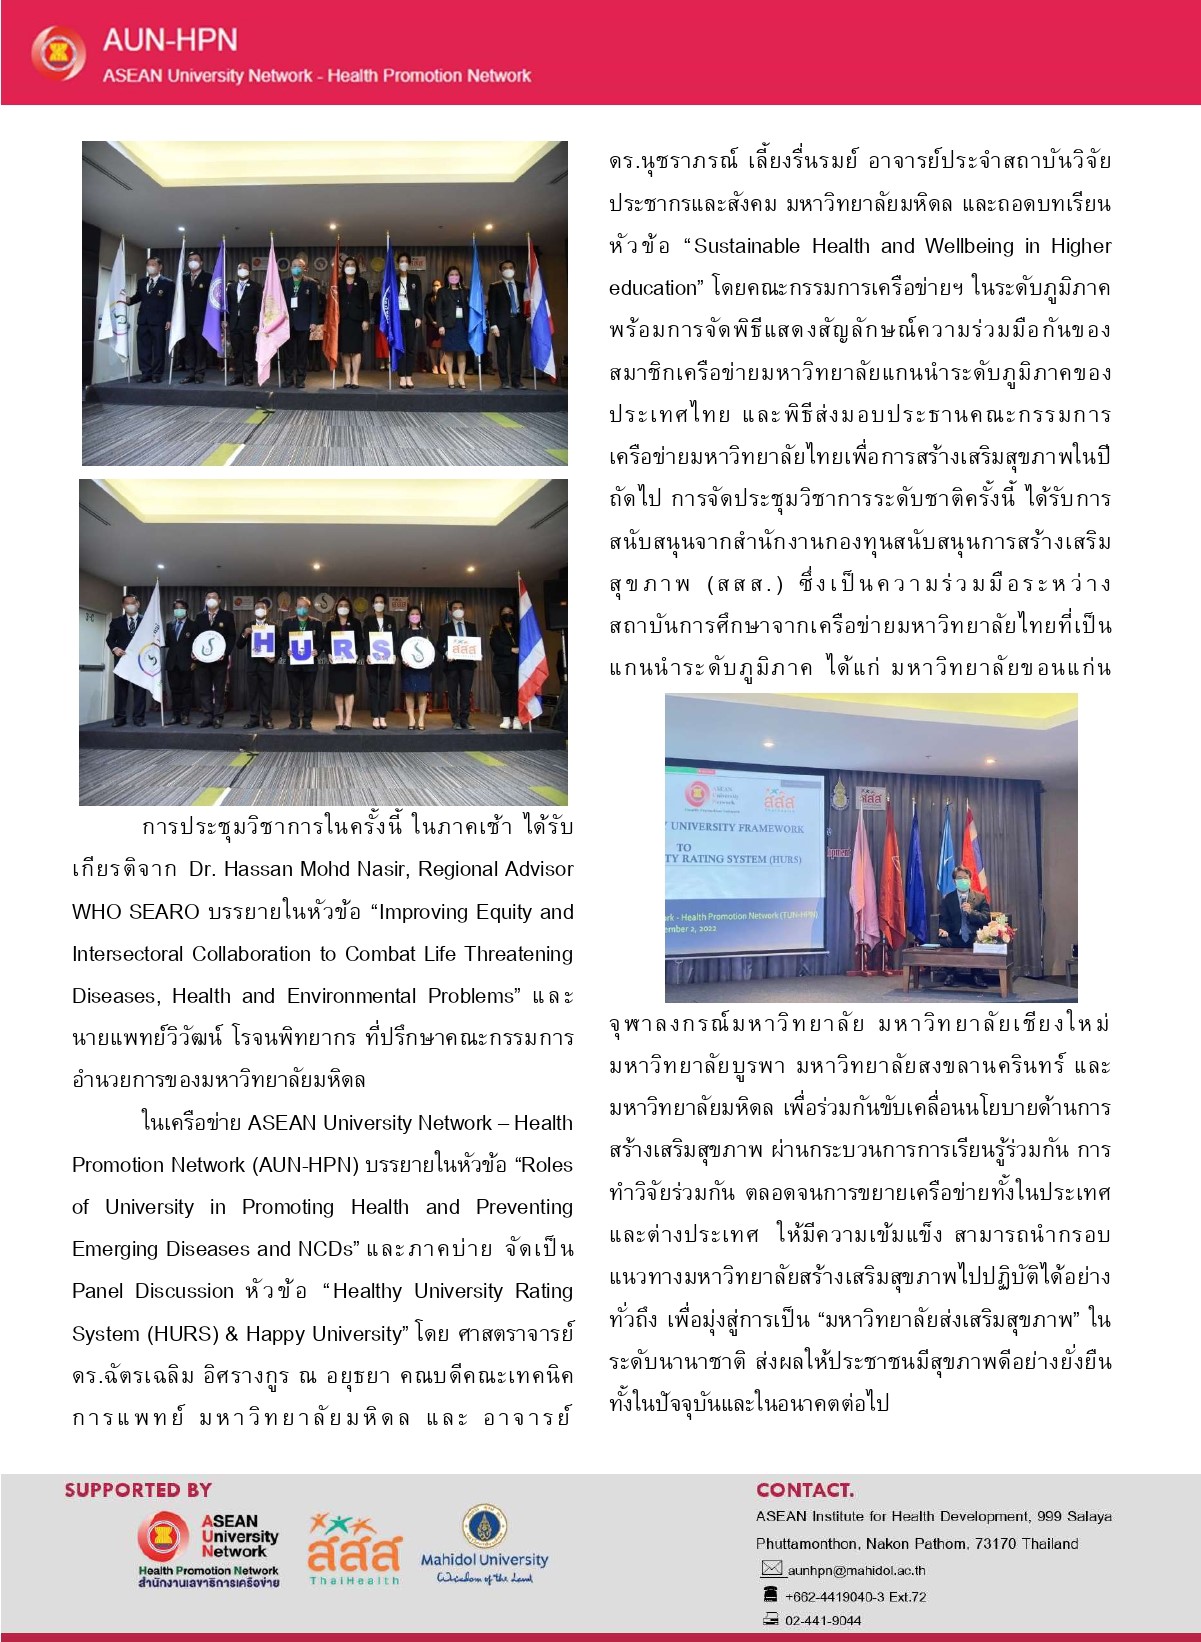 AUN-HPN
ASEAN University Network - Health Promotion Network
HURS
สสส
การประชุมวิชาการในครั้งนี้ ในภาคเช้า ได้รับ
เกียรติจาก Dr. Hassan Mohd Nasir, Regional Advisor
WHO SEARO บรรยายในหัวข้อ “Improving Equity and
Intersectoral Collaboration to Combat Life Threatening
Diseases, Health and Environmental Problems” และ
นายแพทย์วิวัฒน์ โรจนพิทยากร ที่ปรึกษาคณะกรรมการ
อำนวยการของมหาวิทยาลัยมหิดล
ในเครือข่าย ASEAN University Network – Health
Promotion Network (AUN-HPN) บรรยายในหัวข้อ “Roles
of University in Promoting Health and Preventing
Emerging Diseases and NCDs” และภาคบ่าย จัดเป็น
Panel Discussion หัวข้อ “Healthy University Rating
System (HURS) & Happy University” โดย ศาสตราจารย์
ดร.ฉัตรเฉลิม อิศรางกูร ณ อยุธยา คณบดีคณะเทคนิค
การแพทย์ มหาวิทยาลัยมหิดล และ อาจารย์
ดร.นุชราภรณ์ เลี้ยงรื่นรมย์ อาจารย์ประจำสถาบันวิจัย
ประชากรและสังคม มหาวิทยาลัยมหิดล และถอดบทเรียน
หัวข้อ “Sustainable Health and Wellbeing in Higher
education” โดยคณะกรรมการเครือข่ายฯ ในระดับภูมิภาค
พร้อมการจัดพิธีแสดงสัญลักษณ์ความร่วมมือกันของ
สมาชิกเครือข่ายมหาวิทยาลัยแกนนำระดับภูมิภาคของ
ประเทศไทย และพิธีส่งมอบประธานคณะกรรมการ
เครือข่ายมหาวิทยาลัยไทยเพื่อการสร้างเสริมสุขภาพในปี
ถัดไป การจัดประชุมวิชาการระดับชาติครั้งนี้ ได้รับการ
สนับสนุนจากสำนักงานกองทุนสนับสนุนการสร้างเสริม
สุขภาพ (สสส.) ซึ่งเป็นความร่วมมือระหว่าง
สถาบันการศึกษาจากเครือข่ายมหาวิทยาลัยไทยที่เป็น
แกนนำระดับภูมิภาค ได้แก่ มหาวิทยาลัยขอนแก่น
ASEAN
University
Network
สสส
UNIVERSITY FRAMEWORK
TO
TY RATING SYSTEM (HURS)
rk - Health Promotion Network (TUN-HPN)
ember 2, 2022
จุฬาลงกรณ์มหาวิทยาลัย มหาวิทยาลัยเชียงใหม่
มหาวิทยาลัยบูรพา มหาวิทยาลัยสงขลานครินทร์ และ
มหาวิทยาลัยมหิดล เพื่อร่วมกันขับเคลื่อนนโยบายด้านการ
สร้างเสริมสุขภาพ ผ่านกระบวนการการเรียนรู้ร่วมกัน การ
ทำวิจัยร่วมกัน ตลอดจนการขยายเครือข่ายทั้งในประเทศ
และต่างประเทศ ให้มีความเข้มแข็ง สามารถนำกรอบ
แนวทางมหาวิทยาลัยสร้างเสริมสุขภาพไปปฏิบัติได้อย่าง
ทั่วถึง เพื่อมุ่งสู่การเป็น “มหาวิทยาลัยส่งเสริมสุขภาพ” ใน
ระดับนานาชาติ ส่งผลให้ประชาชนมีสุขภาพดีอย่างยั่งยืน
ทั้งในปัจจุบันและในอนาคตต่อไป
SUPPORTED BY
ASEAN
University
Network
Health Promotion Network
สำนักงานเลขาธิการเครือข่าย
สสส
ThaiHealth
Mahidol University
Wisdom of the Land
CONTACT.
ASEAN Institute for Health Development, 999 Salaya
Phuttamonthon, Nakon Pathom, 73170 Thailand
aunhpn@mahidol.ac.th
+662-4419040-3 Ext.72
02-441-9044